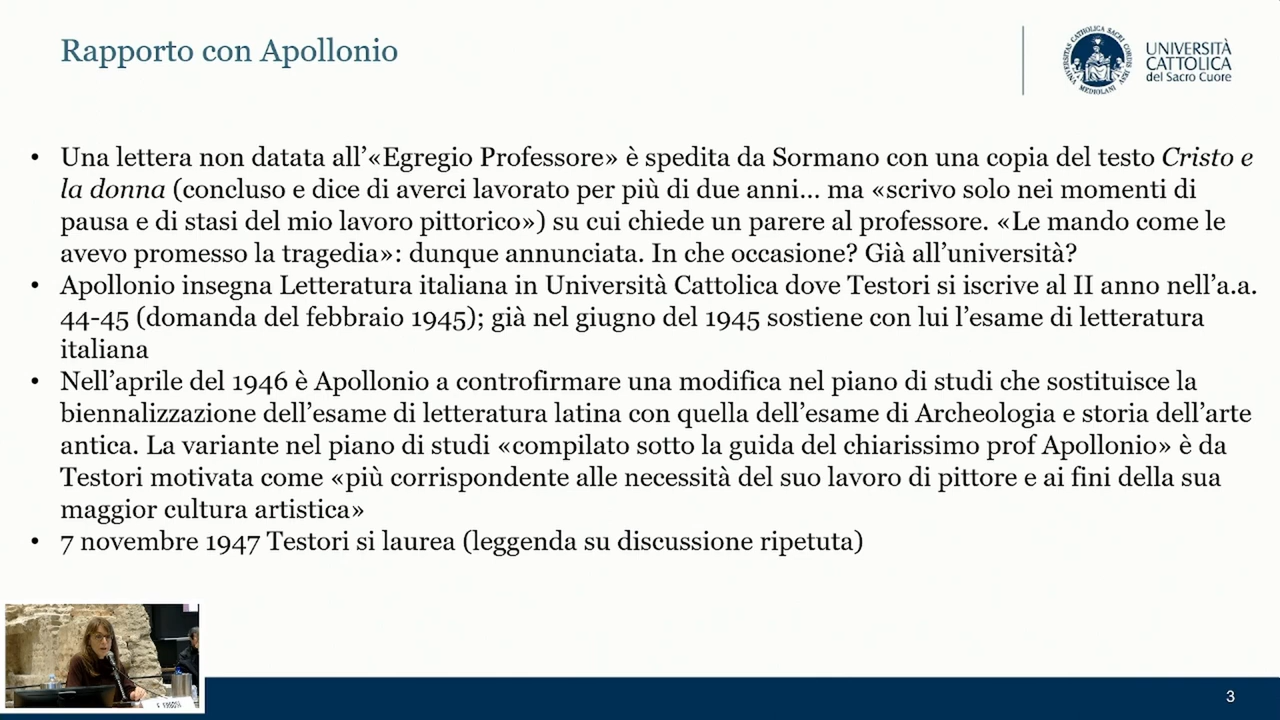 Rapporto con Apollonio
UNIVERSITÀ
CATTOLICA
del Sacro Cuore
• Una lettera non datata all’«Egregio Professore» è spedita da Sormano con una copia del testo Cristo e
la donna (concluso e dice di averci lavorato per più di due anni... ma «scrivo solo nei momenti di
pausa e di stasi del mio lavoro pittorico») su cui chiede un parere al professore. «Le mando come le
avevo promesso la tragedia»: dunque annunciata. In che occasione? Già all’università?
• Apollonio insegna Letteratura italiana in Università Cattolica dove Testori si iscrive al II anno nell’a.a.
44-45 (domanda del febbraio 1945); già nel giugno del 1945 sostiene con lui l’esame di letteratura
italiana
• Nell’aprile del 1946 è Apollonio a controfirmare una modifica nel piano di studi che sostituisce la
biennalizzazione dell’esame di letteratura latina con quella dell’esame di Archeologia e storia dell’arte
antica. La variante nel piano di studi «compilato sotto la guida del chiarissimo prof Apollonio» è da
Testori motivata come «più corrispondente alle necessità del suo lavoro di pittore e ai fini della sua
maggior cultura artistica»
• 7 novembre 1947 Testori si laurea (leggenda su discussione ripetuta)
3